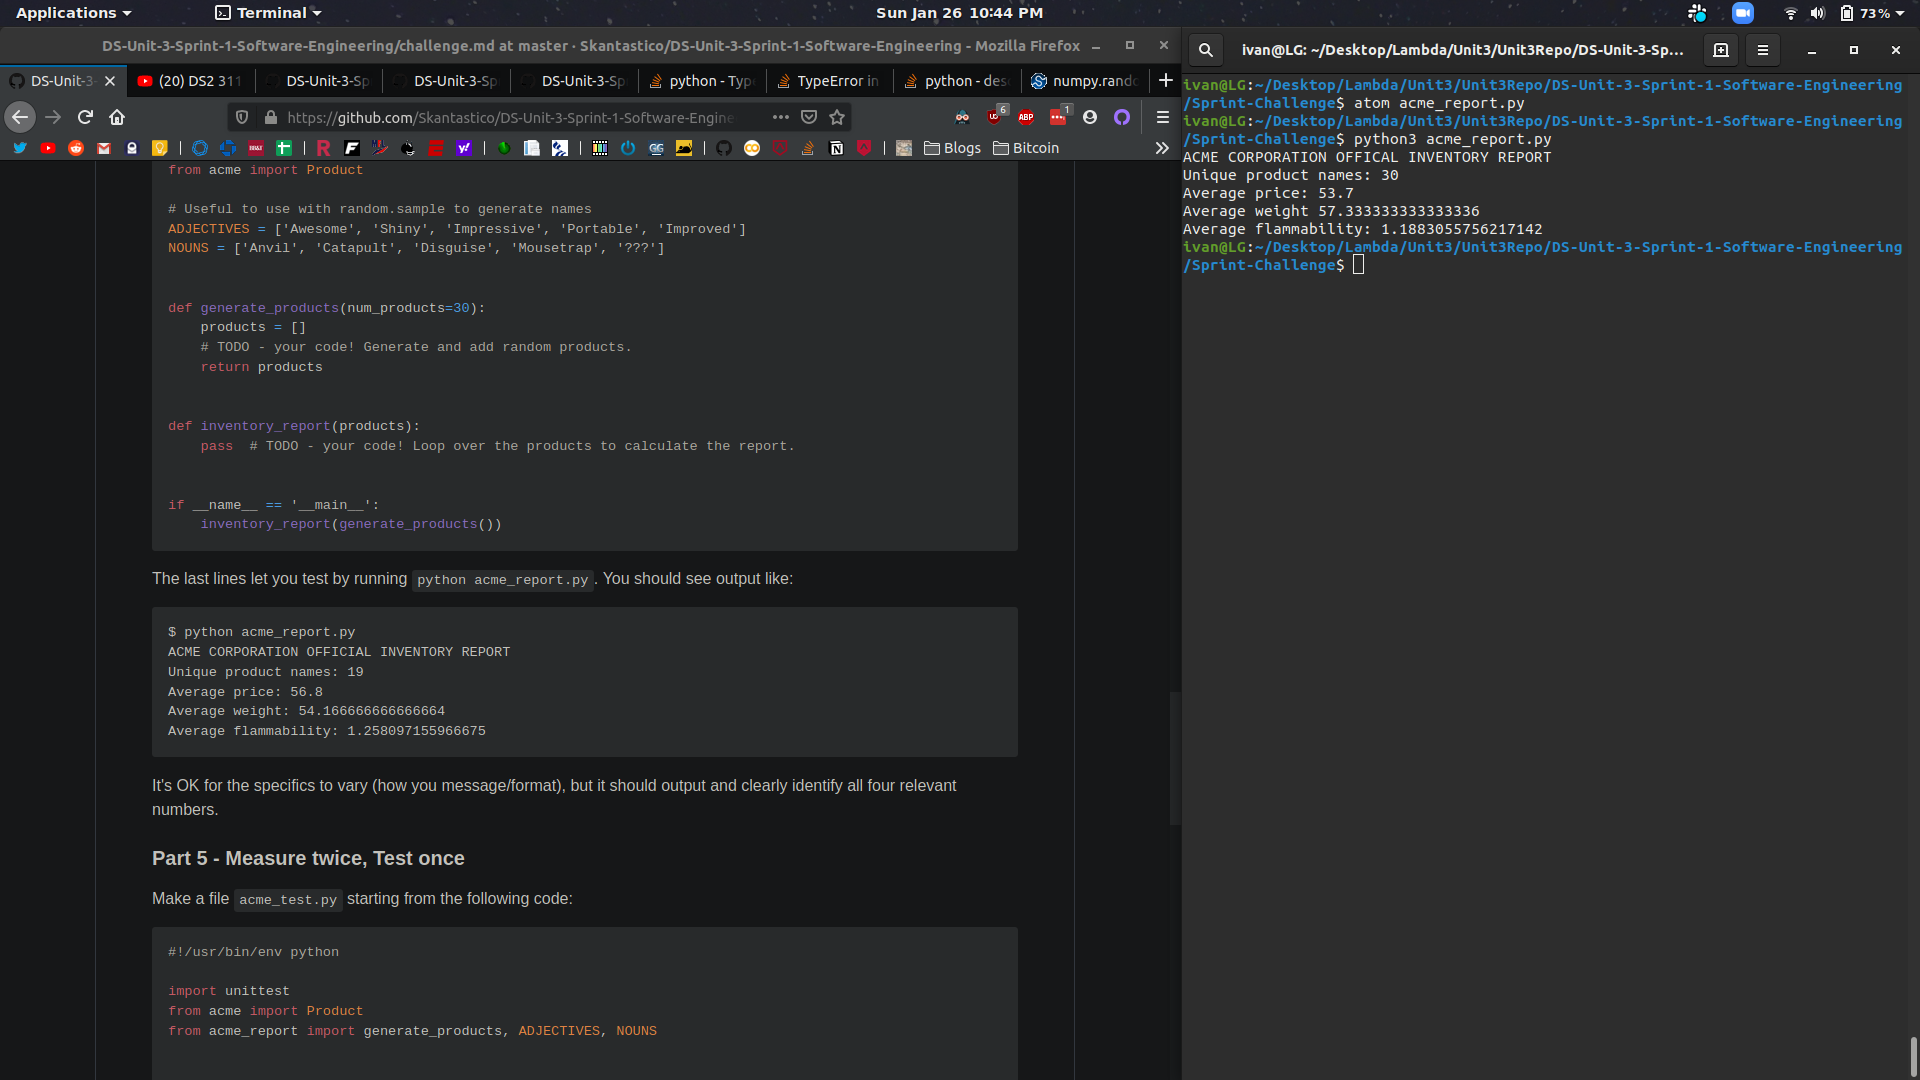 Applications
Terminal
Sun Jan 26 10:44 PM
73%
DS-Unit-3-Sprint-1-Software-Engineering/challenge.md at master · Skantastico/DS-Unit-3-Sprint-1-Software-Engineering - Mozilla Firefox
DS-Unit-3-
(20) DS2 311
DS-Unit-3-Sp
DS-Unit-3-Sp
DS-Unit-3-Sp
python - Type
TypeError in
python - des
numpy.rando
https://github.com/Skantastico/DS-Unit-3-Sprint-1-Software-Engine
6
ABP
1
Blogs
Bitcoin
from acme import Product
# Useful to use with random.sample to generate names
ADJECTIVES = ['Awesome', 'Shiny', 'Impressive', 'Portable', 'Improved']
NOUNS = ['Anvil', 'Catapult', 'Disguise', 'Mousetrap', '???']
def generate_products(num_products=30):
    products = []
    # TODO - your code! Generate and add random products.
    return products
def inventory_report(products):
    pass  # TODO - your code! Loop over the products to calculate the report.
if __name__ == '__main__':
    inventory_report(generate_products())
The last lines let you test by running python acme_report.py. You should see output like:
$ python acme_report.py
ACME CORPORATION OFFICIAL INVENTORY REPORT
Unique product names: 19
Average price: 56.8
Average weight: 54.166666666666664
Average flammability: 1.258097155966675
It's OK for the specifics to vary (how you message/format), but it should output and clearly identify all four relevant
numbers.
Part 5 - Measure twice, Test once
Make a file acme_test.py starting from the following code:
#!/usr/bin/env python
import unittest
from acme import Product
from acme_report import generate_products, ADJECTIVES, NOUNS
ivan@LG: ~/Desktop/Lambda/Unit3/Unit3Repo/DS-Unit-3-Sp...
ivan@LG:~/Desktop/Lambda/Unit3/Unit3Repo/DS-Unit-3-Sprint-1-Software-Engineering
/Sprint-Challenge$ atom acme_report.py
ivan@LG:~/Desktop/Lambda/Unit3/Unit3Repo/DS-Unit-3-Sprint-1-Software-Engineering
/Sprint-Challenge$ python3 acme_report.py
ACME CORPORATION OFFICAL INVENTORY REPORT
Unique product names: 30
Average price: 53.7
Average weight 57.333333333333336
Average flammability: 1.1883055756217142
ivan@LG:~/Desktop/Lambda/Unit3/Unit3Repo/DS-Unit-3-Sprint-1-Software-Engineering
/Sprint-Challenge$